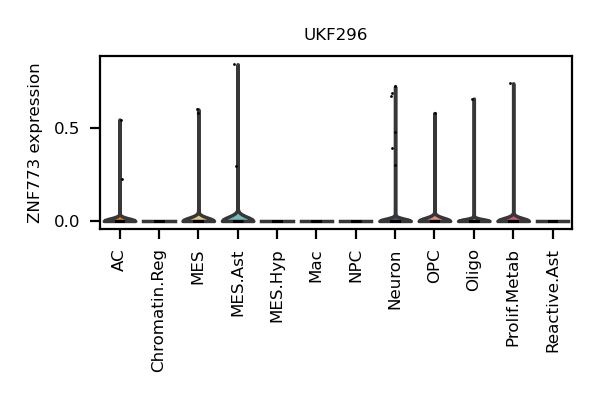 UKF296
ZNF773 expression
0.5
0.0
AC
Chromatin.Reg
MES
MES.Ast
MES.Hyp
Mac
NPC
Neuron
OPC
Oligo
Prolif.Metab
Reactive.Ast